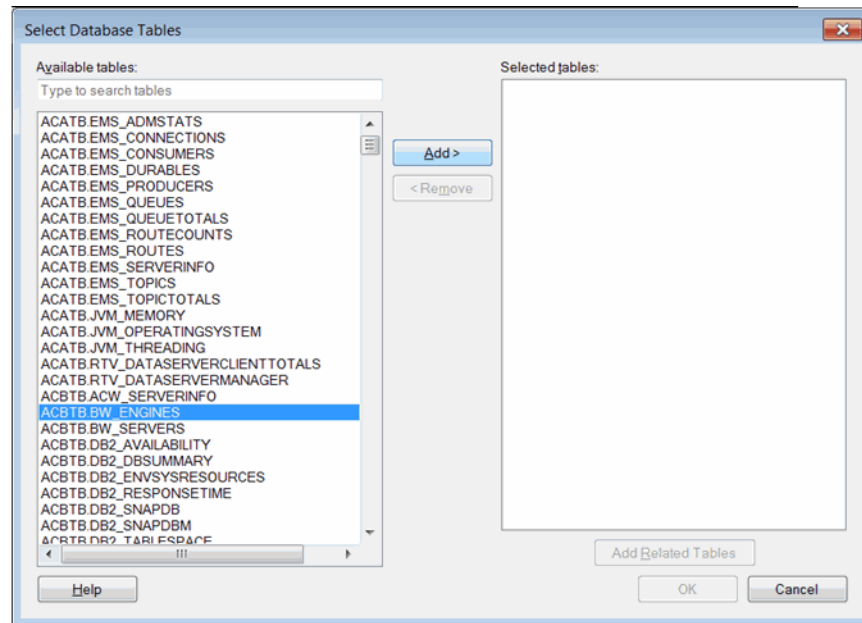 Select Database Tables
Available tables:
Selected tables:
Type to search tables
ACATB.EMS_ADMSTATS
ACATB.EMS_CONNECTIONS
ACATB.EMS_CONSUMERS
ACATB.EMS_DURABLES
ACATB.EMS_PRODUCERS
ACATB.EMS_QUEUES
ACATB.EMS_QUEUETOTALS
ACATB.EMS_ROUTECOUNTS
ACATB.EMS_ROUTES
ACATB.EMS_SERVERINFO
ACATB.EMS_TOPICS
ACATB.EMS_TOPICTOTALS
ACATB.JVM_MEMORY
ACATB.JVM_OPERATINGSYSTEM
ACATB.JVM_THREADING
ACATB.RTV_DATASERVERCLIENTTOTALS
ACATB.RTV_DATASERVERMANAGER
ACBTB.ACW_SERVERINFO
ACBTB.BW_ENGINES
ACBTB.BW_SERVERS
ACBTB.DB2_AVAILABILITY
ACBTB.DB2_DBSUMMARY
ACBTB.DB2_ENVSYSRESOURCES
ACBTB.DB2_RESPONSETIME
ACBTB.DB2_SNAPDB
ACBTB.DB2_SNAPDBM
ACBTB.DB2_TABLESPACE
Add >
< Remove
Add Related Tables
Help
OK
Cancel